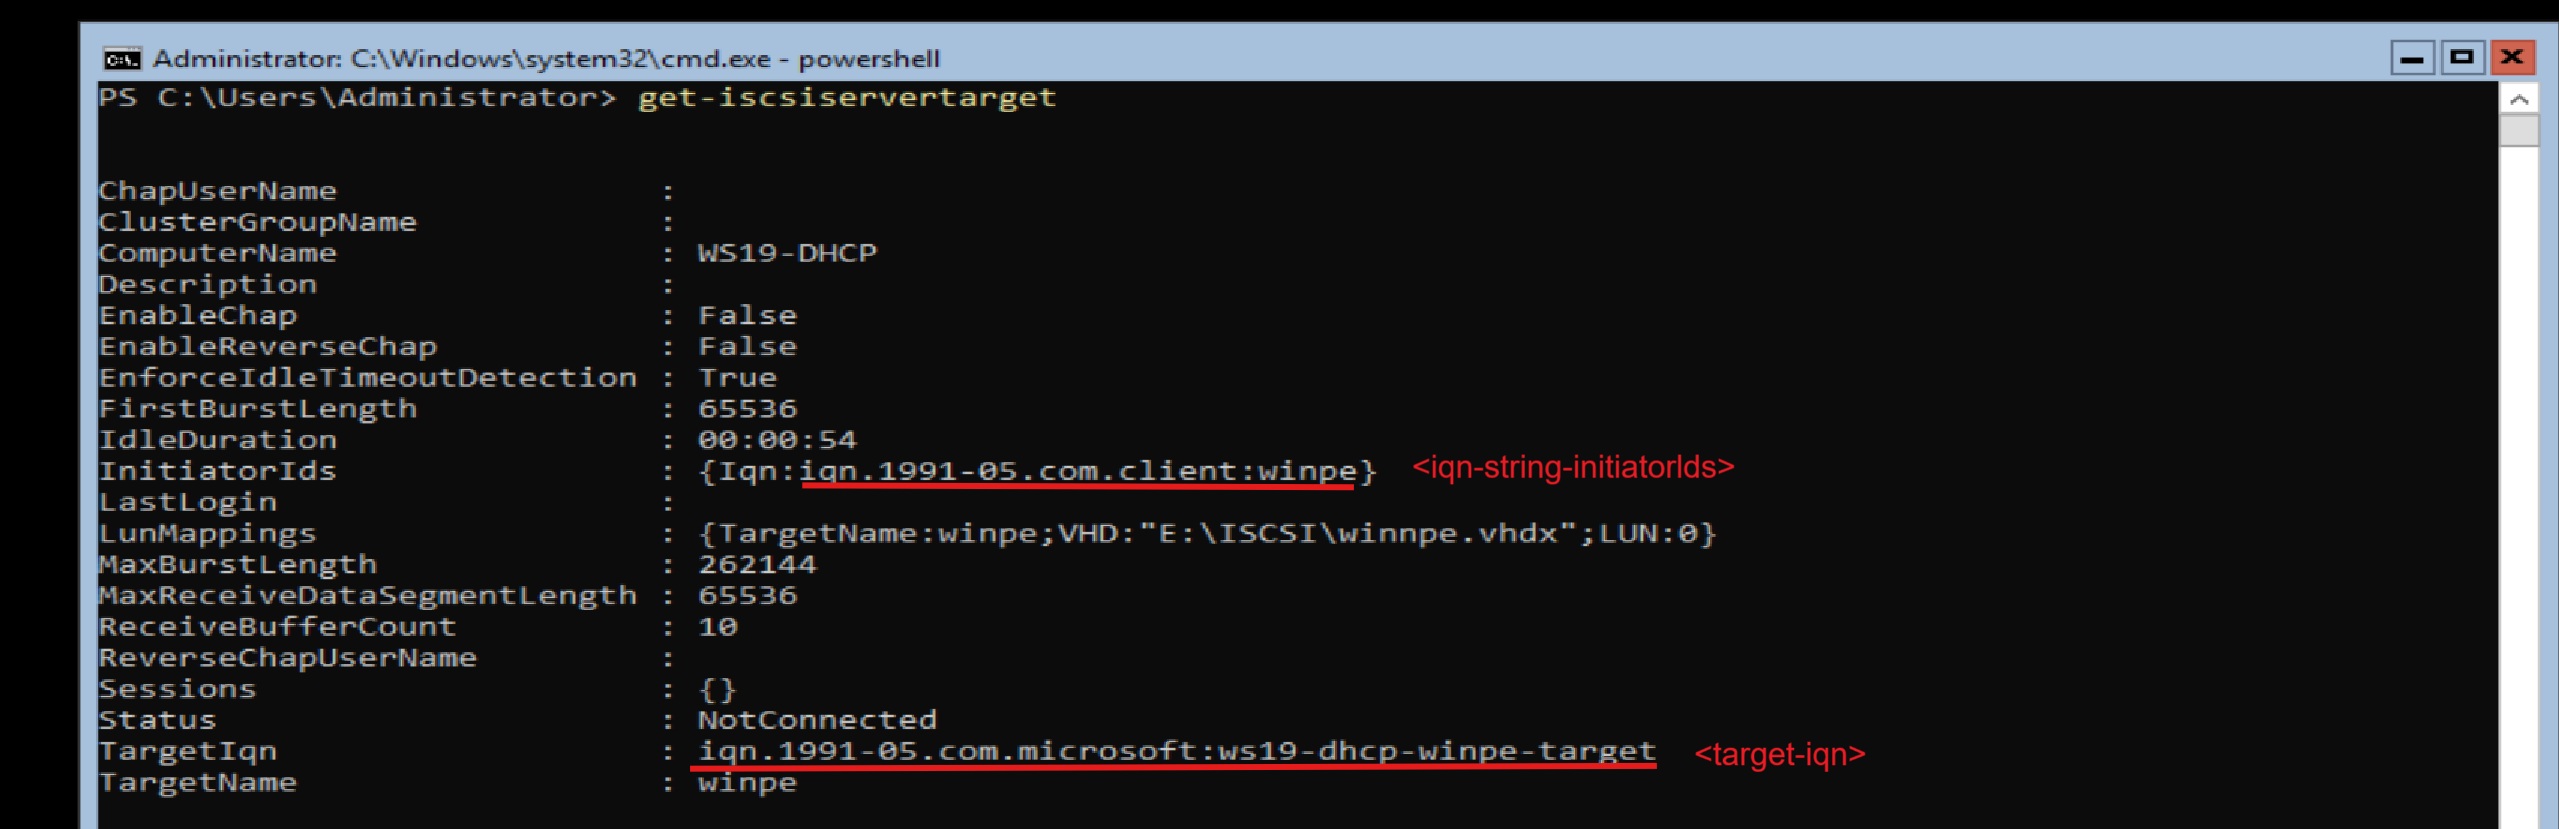 Administrator: C:\Windows\system32\cmd.exe - powershell
PS C:\Users\Administrator> get-iscsiservertarget
ChapUserName :
ClusterGroupName :
ComputerName : WS19-DHCP
Description :
EnableChap : False
EnableReverseChap : False
EnforceIdleTimeoutDetection : True
FirstBurstLength : 65536
IdleDuration : 00:00:54
InitiatorIds : {Iqn:iqn.1991-05.com.client:winpe} <iqn-string-initiatorIds>
LastLogin :
LunMappings : {TargetName:winpe;VHD:"E:\ISCSI\winnpe.vhdx";LUN:0}
MaxBurstLength : 262144
MaxReceiveDataSegmentLength : 65536
ReceiveBufferCount : 10
ReverseChapUserName :
Sessions : {}
Status : NotConnected
TargetIqn : iqn.1991-05.com.microsoft:ws19-dhcp-winpe-target <target-iqn>
TargetName : winpe